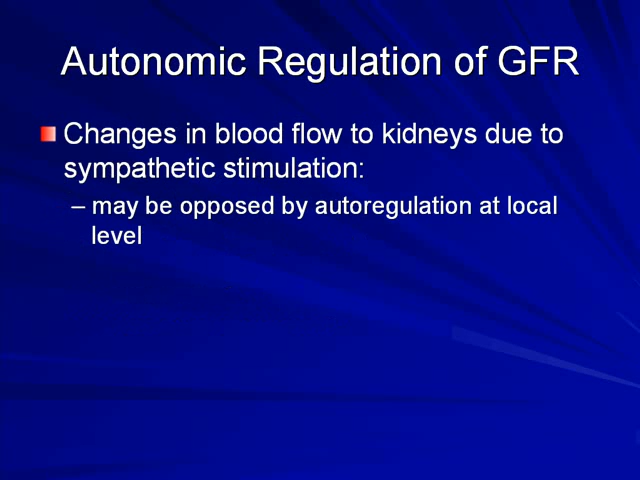 Autonomic Regulation of GFR
Changes in blood flow to kidneys due to
sympathetic stimulation:
– may be opposed by autoregulation at local
level